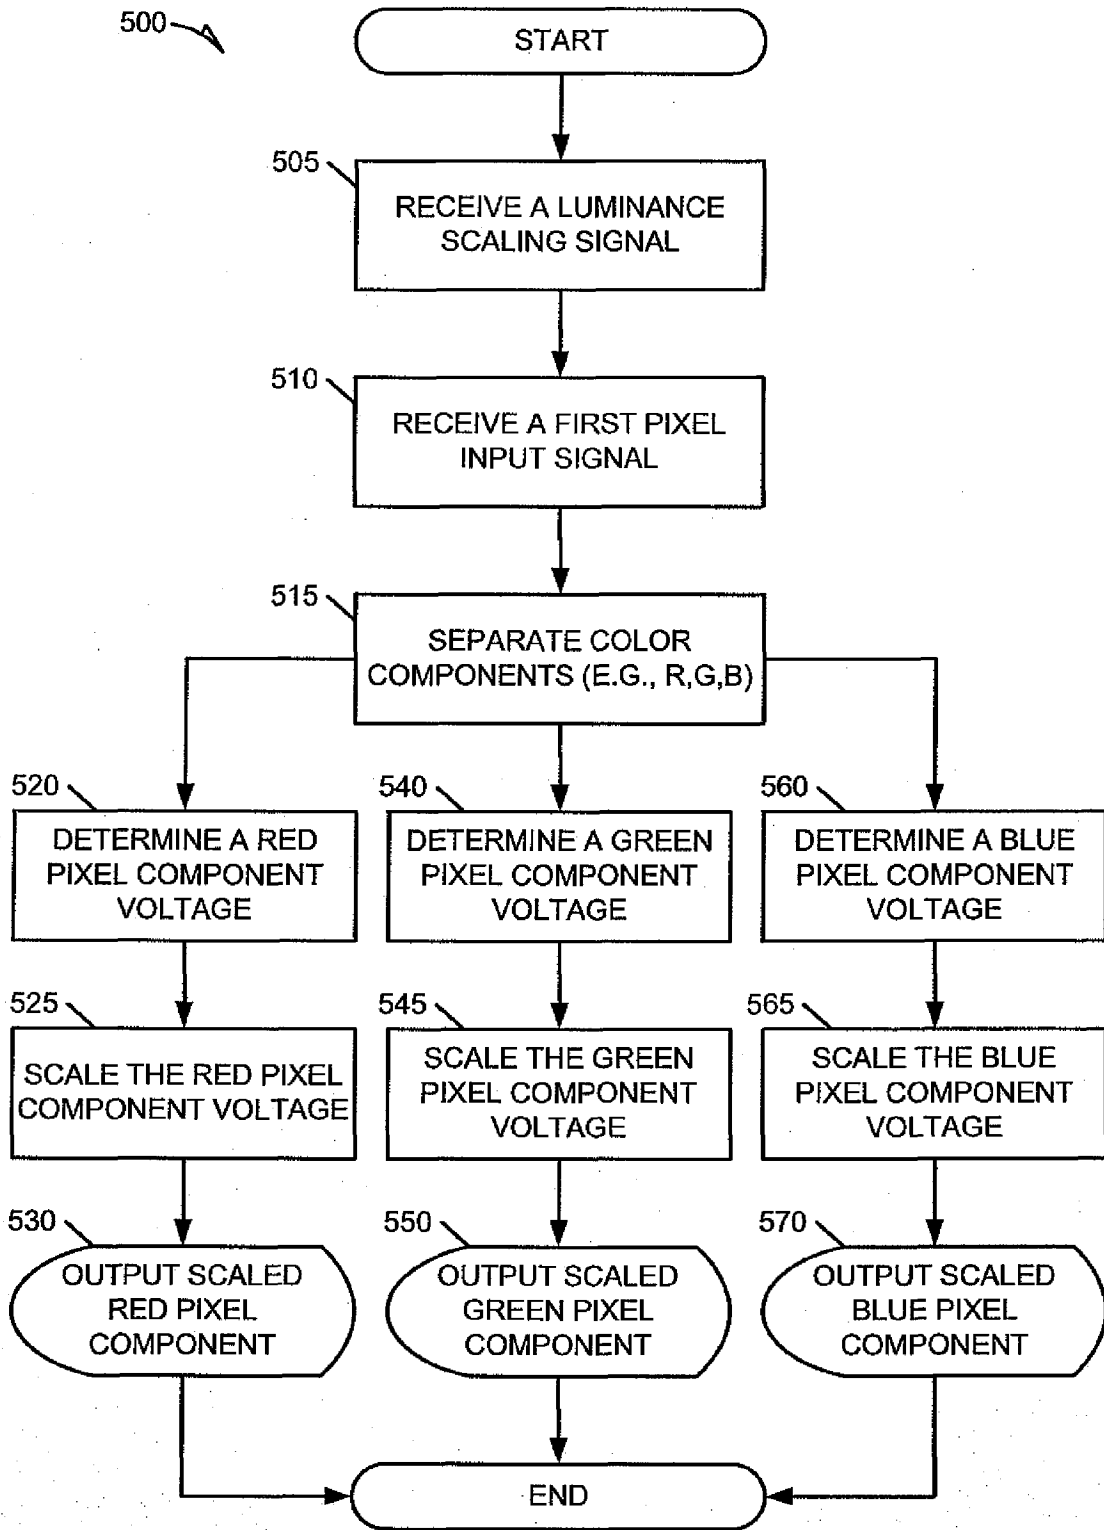 500
START
505
RECEIVE A LUMINANCE
SCALING SIGNAL
510
RECEIVE A FIRST PIXEL
INPUT SIGNAL
515
SEPARATE COLOR
COMPONENTS (E.G., R,G,B)
520
DETERMINE A RED
PIXEL COMPONENT
VOLTAGE
540
DETERMINE A GREEN
PIXEL COMPONENT
VOLTAGE
560
DETERMINE A BLUE
PIXEL COMPONENT
VOLTAGE
525
SCALE THE RED PIXEL
COMPONENT VOLTAGE
545
SCALE THE GREEN
PIXEL COMPONENT
VOLTAGE
565
SCALE THE BLUE
PIXEL COMPONENT
VOLTAGE
530
OUTPUT SCALED
RED PIXEL
COMPONENT
550
OUTPUT SCALED
GREEN PIXEL
COMPONENT
570
OUTPUT SCALED
BLUE PIXEL
COMPONENT
END